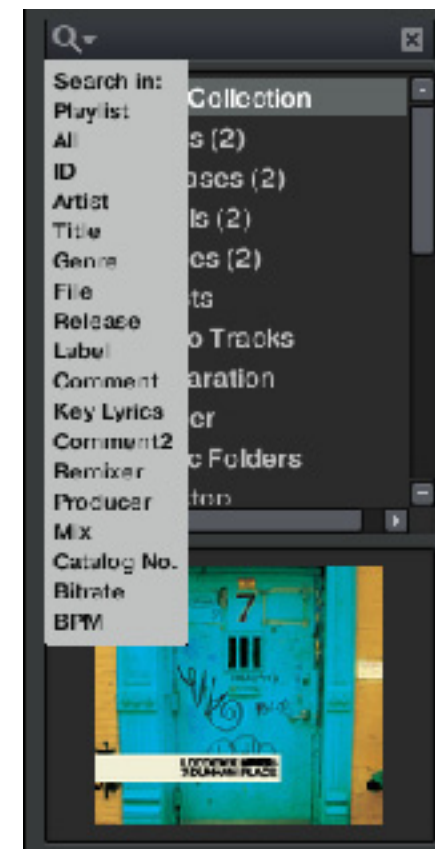 Search in:
Playlist
All
ID
Artist
Title
Genre
File
Release
Label
Comment
Key Lyrics
Comment2
Remixer
Producer
Mix
Catalog No.
Bitrate
BPM
Collection
s (2)
ases (2)
ls (2)
es (2)
ts
o Tracks
aration
er
c Folders
7
PLACE